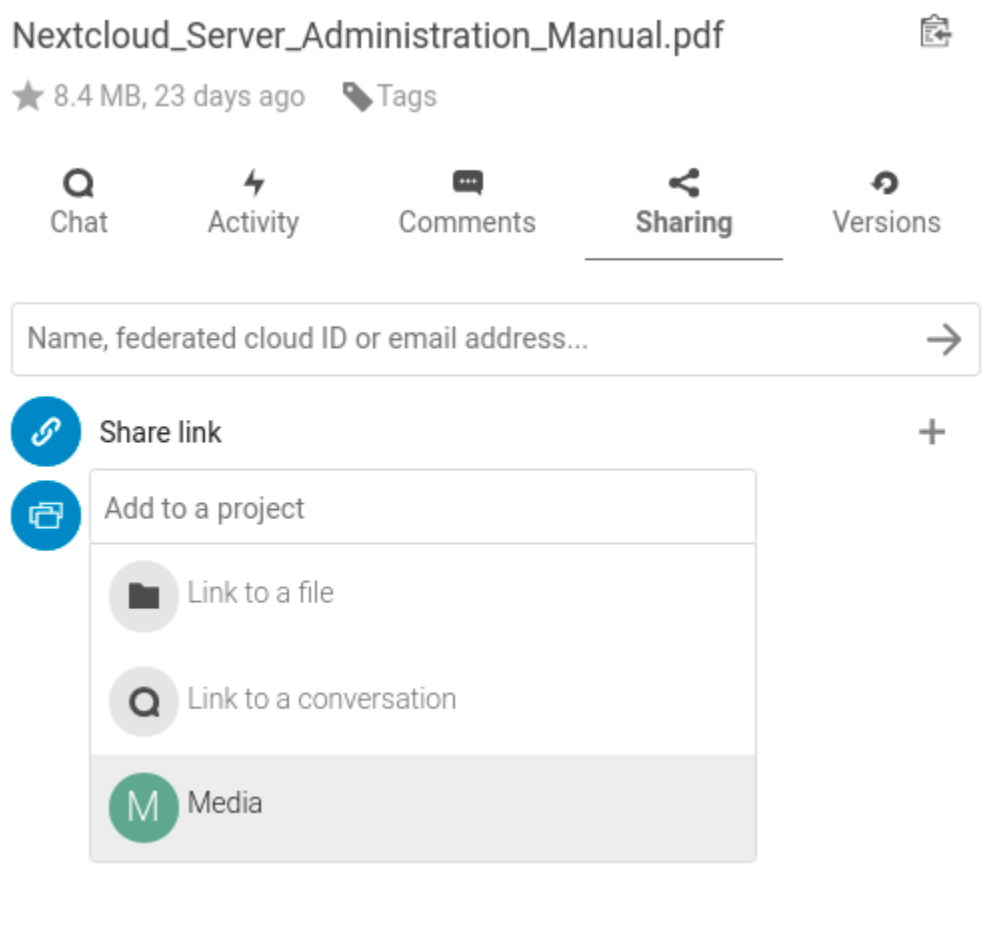 Nextcloud_Server_Administration_Manual.pdf
8.4 MB, 23 days ago Tags
Chat Activity Comments Sharing Versions
Name, federated cloud ID or email address...
Share link
Add to a project
Link to a file
Link to a conversation
M Media